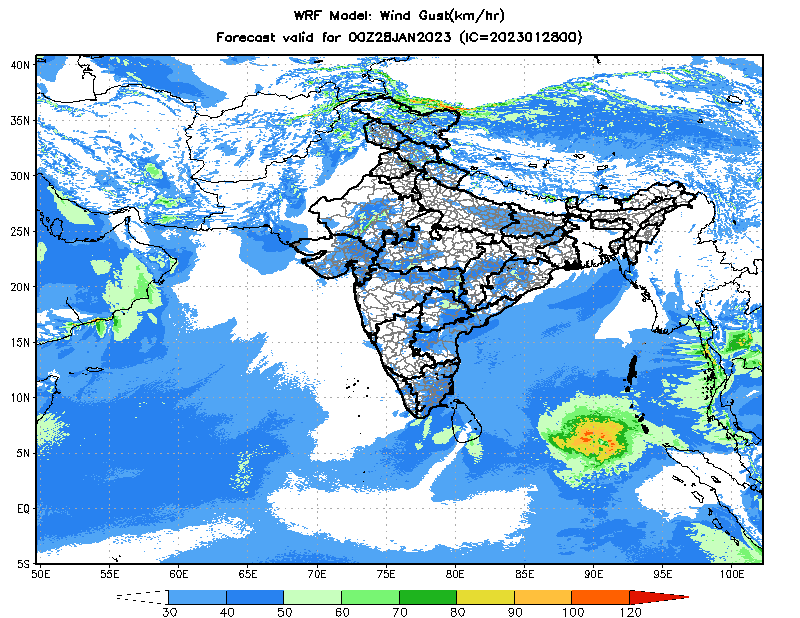 WRF Model: Wind Gust(km/hr)
Forecast valid for 00Z28JAN2023 (IC=2023012800)
40N
35N
30N
25N
20N
15N
10N
5N
EQ
5S
50E 55E 60E 65E 70E 75E 80E 85E 90E 95E 100E
30 40 50 60 70 80 90 100 120